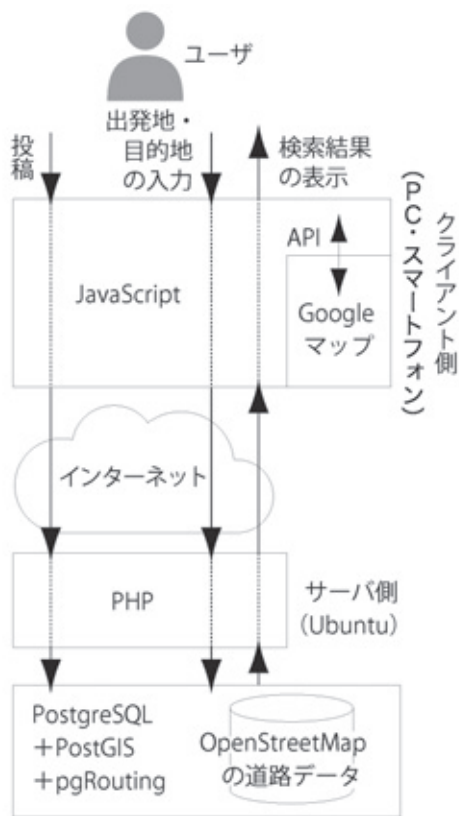 ユーザ
投稿
出発地・
目的地
の入力
検索結果
の表示
JavaScript
API
Google
マップ
クライアント側
(PC・スマートフォン)
インターネット
PHP
サーバ側
(Ubuntu)
PostgreSQL
+PostGIS
+pgRouting
OpenStreetMap
の道路データ